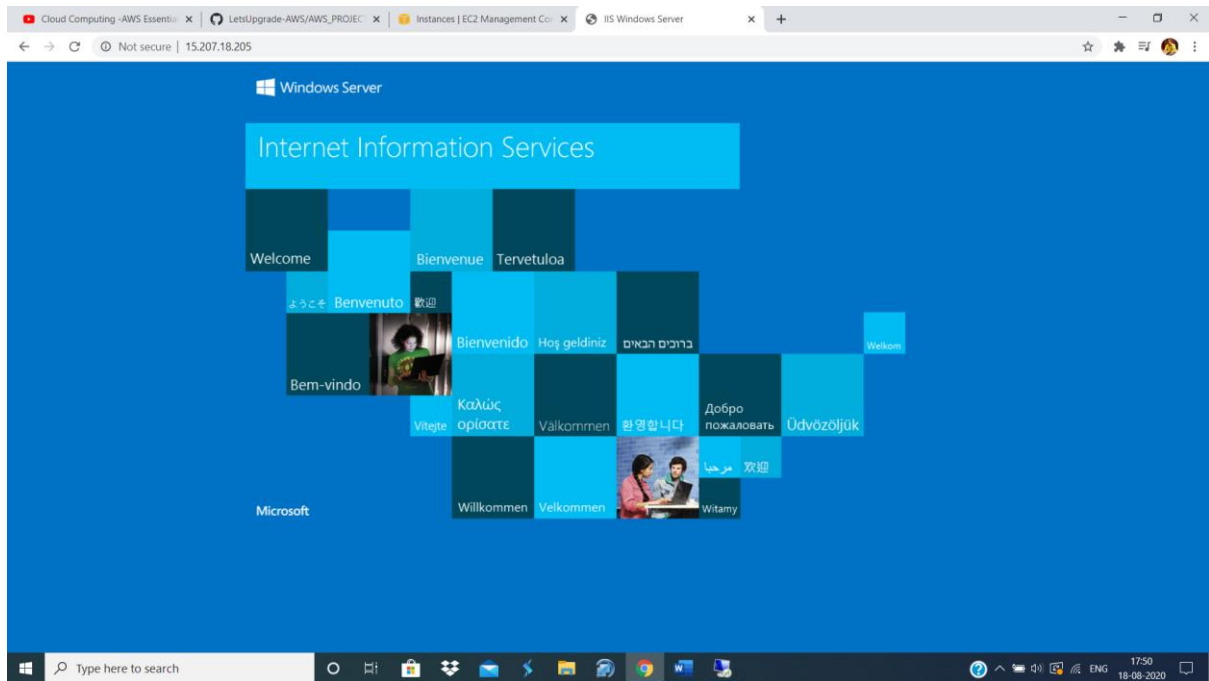 Cloud Computing -AWS Essentia
LetsUpgrade-AWS/AWS_PROJEC
Instances | EC2 Management Con
IIS Windows Server
Not secure | 15.207.18.205
Windows Server
Internet Information Services
Welcome
Bienvenue
Tervetuloa
ようこそ
Benvenuto
歡迎
Bienvenido
Hoş geldiniz
ברוכים הבאים
Welkom
Bem-vindo
Vítejte
Καλώς
ορίσατε
Välkommen
환영합니다
Добро
пожаловать
Üdvözöljük
مرحبا
欢迎
Microsoft
Willkommen
Velkommen
Witamy
Type here to search
ENG
17:50
18-08-2020